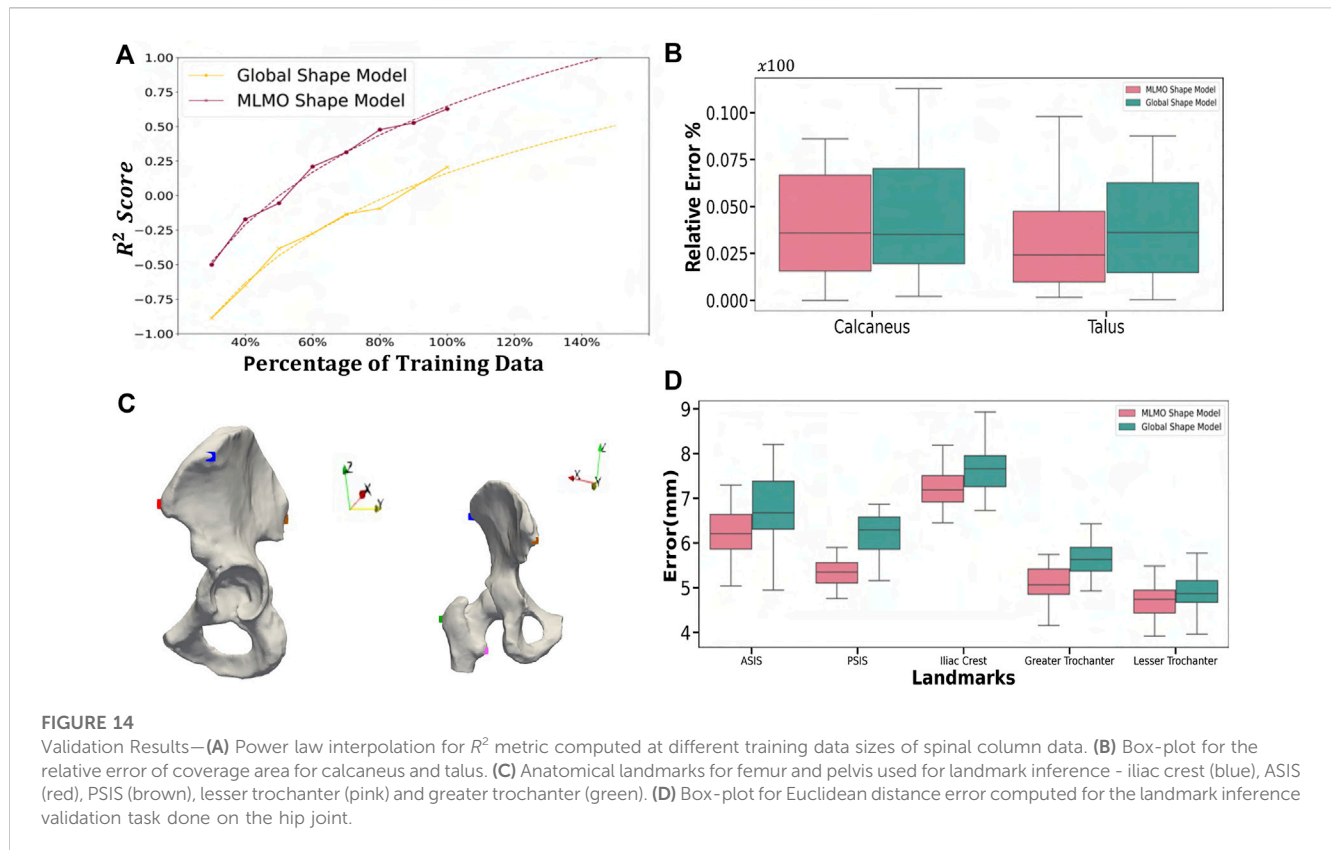 A
1.00
0.75
0.50
0.25
0.00
−0.25
−0.50
−0.75
−1.00
R² Score
Global Shape Model
MLMO Shape Model
40%
60%
80%
100%
120%
140%
Percentage of Training Data
B
x100
0.100
0.075
0.050
0.025
0.000
Relative Error %
MLMO Shape Model
Global Shape Model
Calcaneus
Talus
C
Z
X
Y
Z
X
Y
D
9
8
7
6
5
4
Error(mm)
MLMO Shape Model
Global Shape Model
ASIS
PSIS
Iliac Crest
Greater Trochanter
Lesser Trochanter
Landmarks
FIGURE 14
Validation Results—(A) Power law interpolation for R² metric computed at different training data sizes of spinal column data. (B) Box-plot for the
relative error of coverage area for calcaneus and talus. (C) Anatomical landmarks for femur and pelvis used for landmark inference - iliac crest (blue), ASIS
(red), PSIS (brown), lesser trochanter (pink) and greater trochanter (green). (D) Box-plot for Euclidean distance error computed for the landmark inference
validation task done on the hip joint.